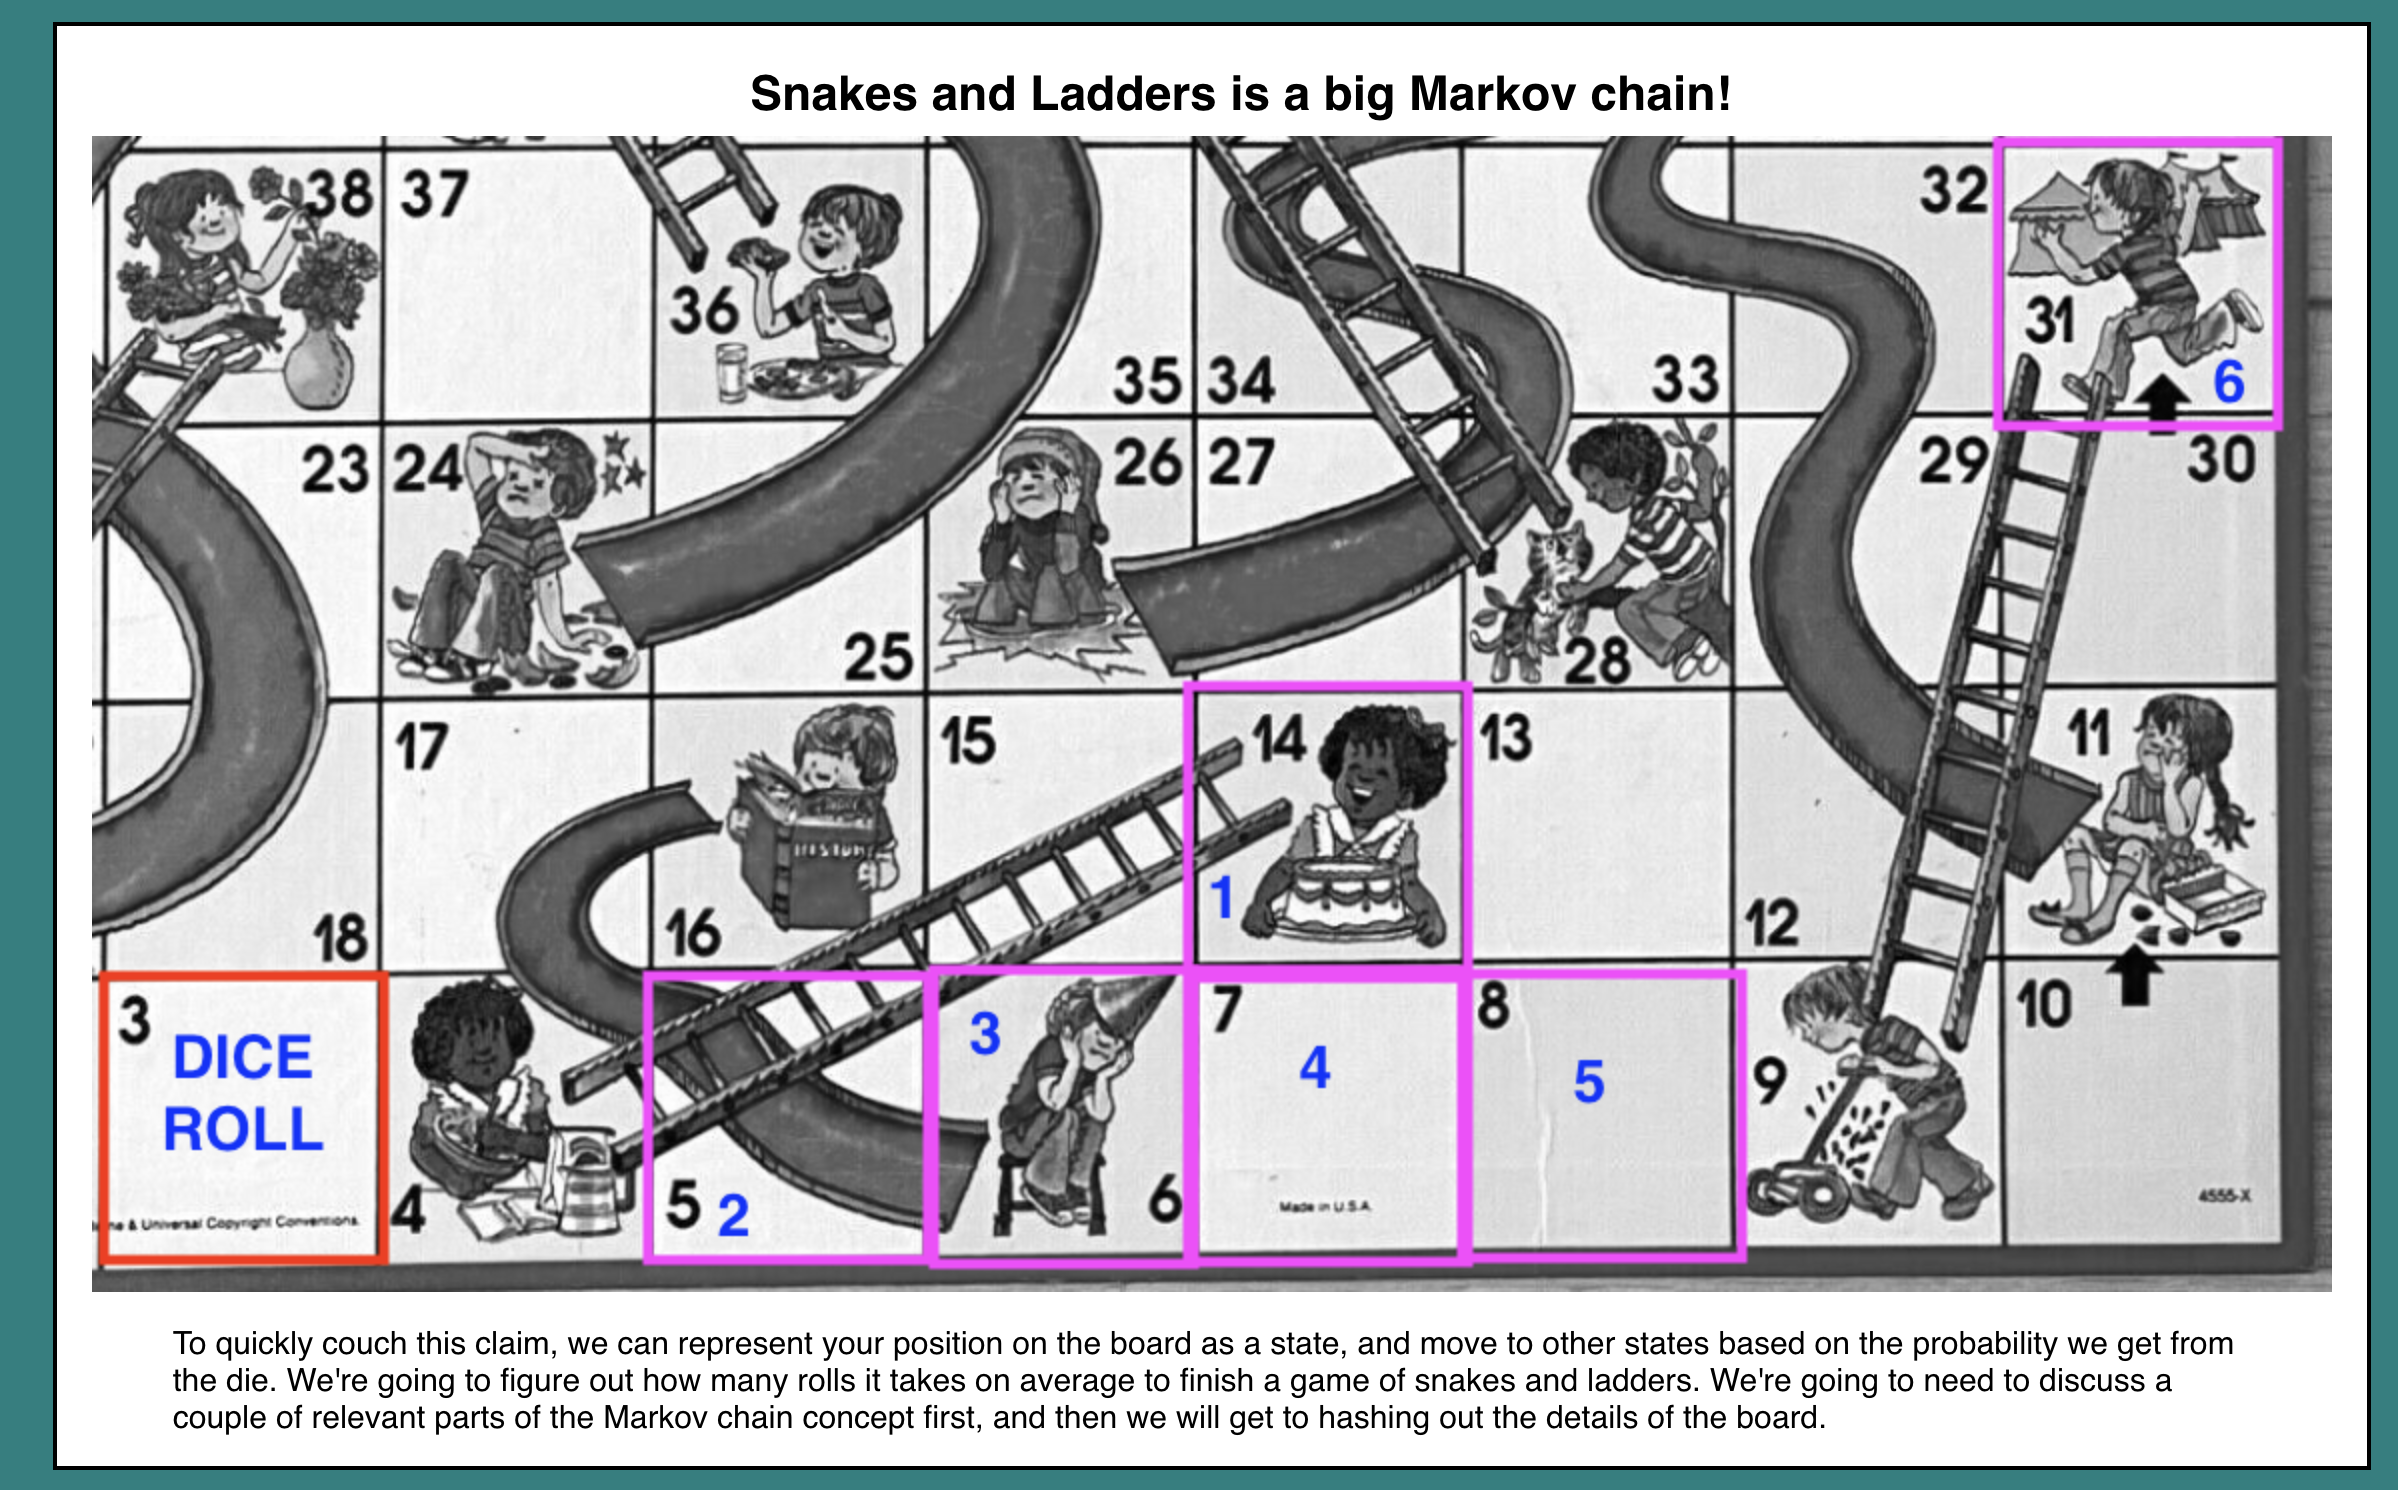 Snakes and Ladders is a big Markov chain!
38 37 36 35 34 33 32 31 6
23 24 25 26 27 28 29 30
18 17 16 15 14 1 13 12 11
HISTORY
3 DICE ROLL 4 5 2 3 6 7 4 8 5 9 10
& Universal Copyright Conventions.
Made in U.S.A.
4555-X
To quickly couch this claim, we can represent your position on the board as a state, and move to other states based on the probability we get from
the die. We're going to figure out how many rolls it takes on average to finish a game of snakes and ladders. We're going to need to discuss a
couple of relevant parts of the Markov chain concept first, and then we will get to hashing out the details of the board.